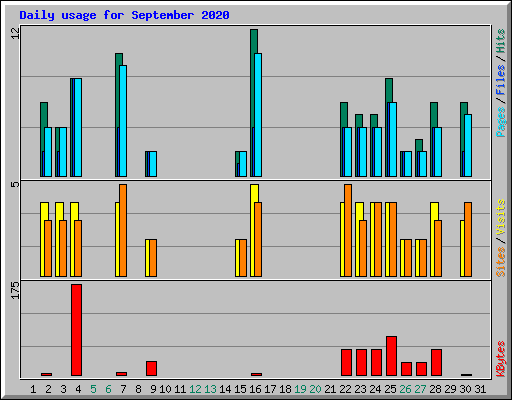 Daily usage for September 2020
12
Pages / Files / Hits
5
Sites / Visits
175
KBytes
1 2 3 4 5 6 7 8 9 10 11 12 13 14 15 16 17 18 19 20 21 22 23 24 25 26 27 28 29 30 31